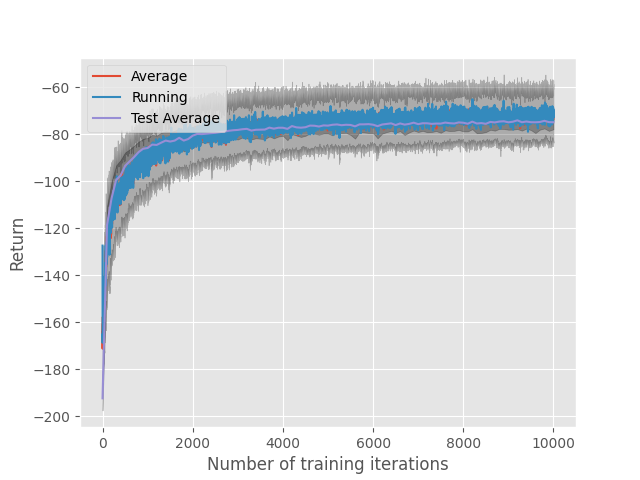 Average
Running
Test Average
−60
−80
−100
−120
−140
−160
−180
−200
Return
0 2000 4000 6000 8000 10000
Number of training iterations